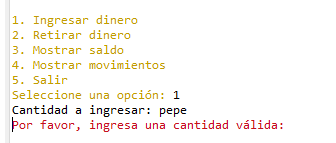 1. Ingresar dinero
2. Retirar dinero
3. Mostrar saldo
4. Mostrar movimientos
5. Salir
Seleccione una opción: 1
Cantidad a ingresar: pepe
Por favor, ingresa una cantidad válida: